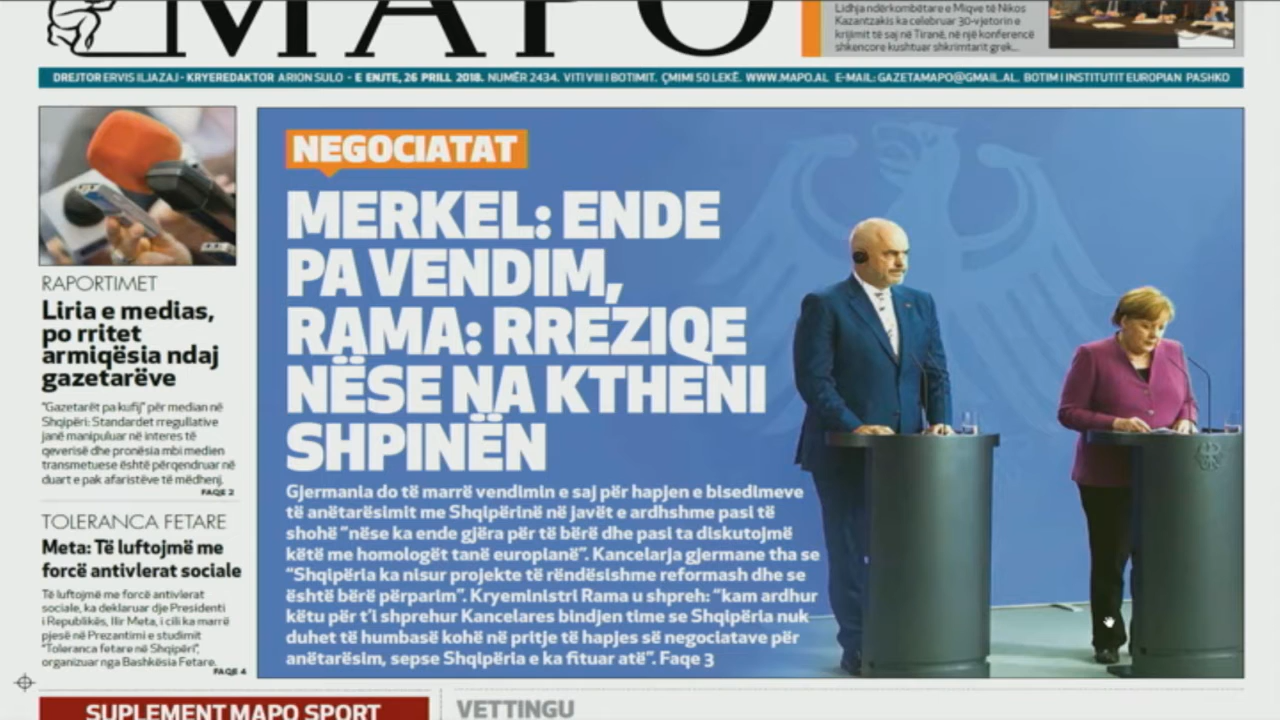 MAPO
Lidhja ndërkombëtare e Miqve të Nikos
Kazantzakis ka celebruar 30-vjetorin e
krijimit të saj në Tiranë, në një konferencë
shkencore kushtuar shkrimtarit grek...
DREJTOR ERVIS ILJAZAJ - KRYEREDAKTOR ARION SULO - E ENJTE, 26 PRILL 2018. NUMËR 2434. VITI VIII I BOTIMIT. ÇMIMI 50 LEKË. WWW.MAPO.AL E-MAIL: GAZETAMAPO@GMAIL.AL. BOTIM I INSTITUTIT EUROPIAN PASHKO
RAPORTIMET
Liria e medias,
po rritet
armiqësia ndaj
gazetarëve
"Gazetarët pa kufij" për median në
Shqipëri: Standardet rregullative
janë manipuluar në interes të
qeverisë dhe pronësia mbi medien
transmetuese është përqendruar në
duart e pak afaristëve të mëdhenj.
FAQE 2
TOLERANCA FETARE
Meta: Të luftojmë me
forcë antivlerat sociale
Të luftojmë me forcë antivlerat
sociale, ka deklaruar dje Presidenti
i Republikës, Ilir Meta, i cili ka marrë
pjesë në Prezantimi e studimit
"Toleranca fetare në Shqipëri",
organizuar nga Bashkësia Fetare.
FAQE 4
NEGOCIATAT
MERKEL: ENDE
PA VENDIM,
RAMA: RREZIQE
NËSE NA KTHENI
SHPINËN
Gjermania do të marrë vendimin e saj për hapjen e bisedimeve
të anëtarësimit me Shqipërinë në javët e ardhshme pasi të
shohë "nëse ka ende gjëra për të bërë dhe pasi ta diskutojmë
këtë me homologët tanë europianë". Kancelarja gjermane tha se
"Shqipëria ka nisur projekte të rëndësishme reformash dhe se
është bërë përparim". Kryeministri Rama u shpreh: "kam ardhur
këtu për t'i shprehur Kancelares bindjen time se Shqipëria nuk
duhet të humbasë kohë në pritje të hapjes së negociatave për
anëtarësim, sepse Shqipëria e ka fituar atë". Faqe 3
SUPLEMENT MAPO SPORT
VETTINGU